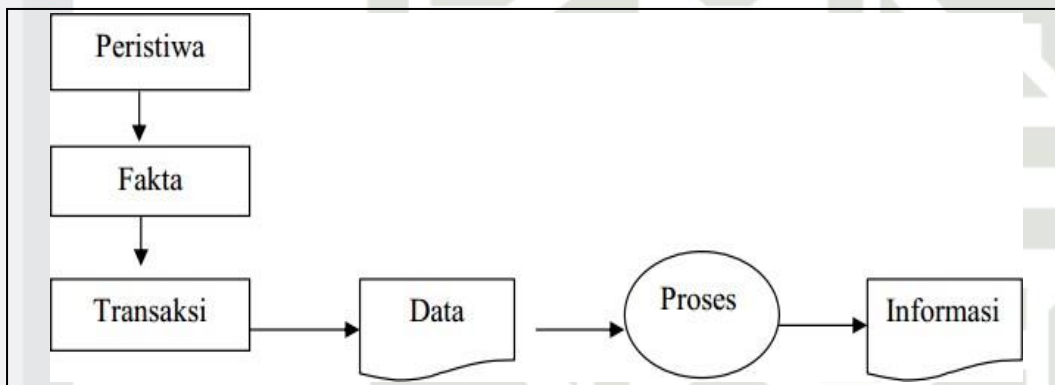 Peristiwa
Fakta
Transaksi
Data
Proses
Informasi